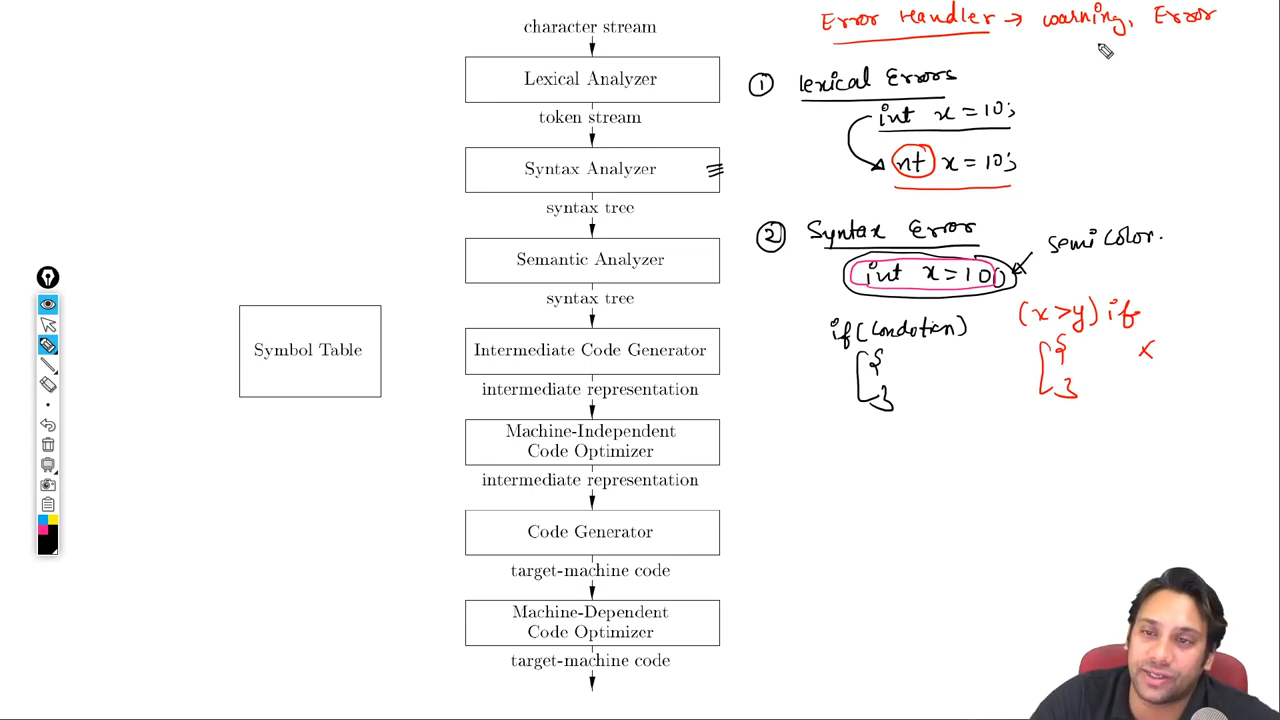 character stream
Lexical Analyzer
token stream
Syntax Analyzer
syntax tree
Semantic Analyzer
syntax tree
Symbol Table
Intermediate Code Generator
intermediate representation
Machine-Independent
Code Optimizer
intermediate representation
Code Generator
target-machine code
Machine-Dependent
Code Optimizer
target-machine code
Error Handler → warning, Error
① Lexical Errors
int x = 10;
nt x = 10;
② Syntax Error
semi color.
int x = 10
if (Condotion)
{
}
(x > y) if
{ x
}